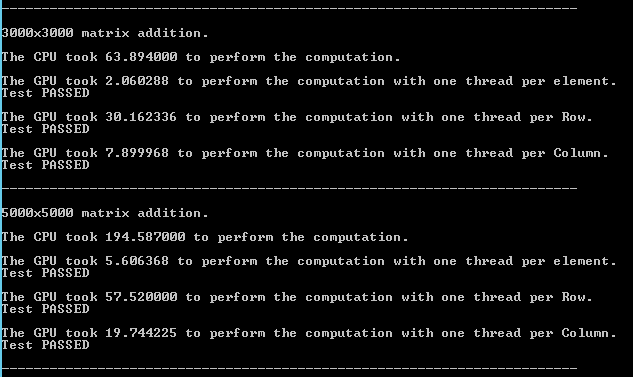 3000x3000 matrix addition.
The CPU took 63.894000 to perform the computation.
The GPU took 2.060288 to perform the computation with one thread per element.
Test PASSED
The GPU took 30.162336 to perform the computation with one thread per Row.
Test PASSED
The GPU took 7.899968 to perform the computation with one thread per Column.
Test PASSED
5000x5000 matrix addition.
The CPU took 194.587000 to perform the computation.
The GPU took 5.606368 to perform the computation with one thread per element.
Test PASSED
The GPU took 57.520000 to perform the computation with one thread per Row.
Test PASSED
The GPU took 19.744225 to perform the computation with one thread per Column.
Test PASSED